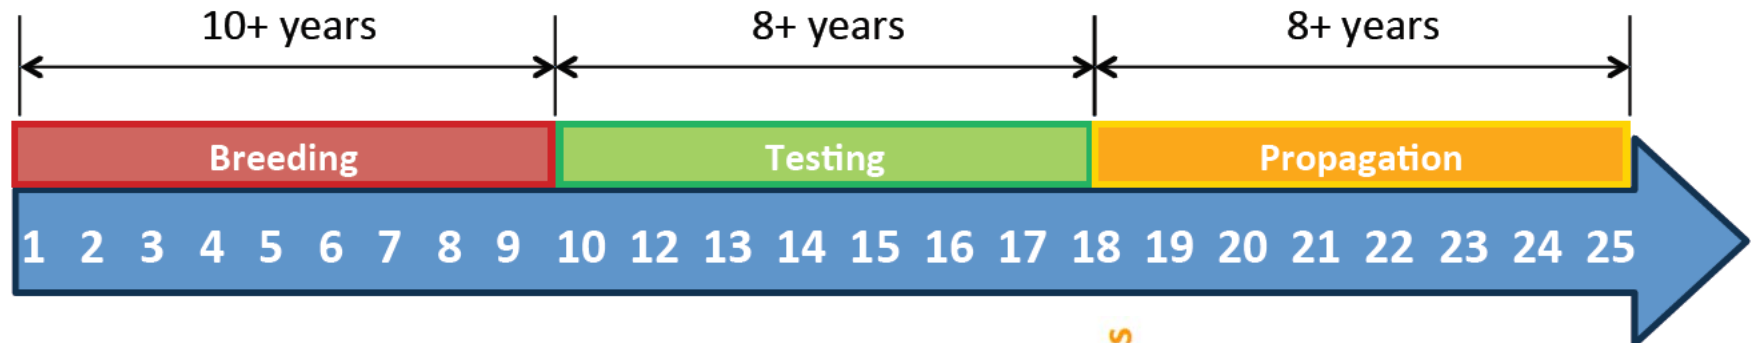 10+ years 8+ years 8+ years
Breeding Testing Propagation
1 2 3 4 5 6 7 8 9 10 12 13 14 15 16 17 18 19 20 21 22 23 24 25
s